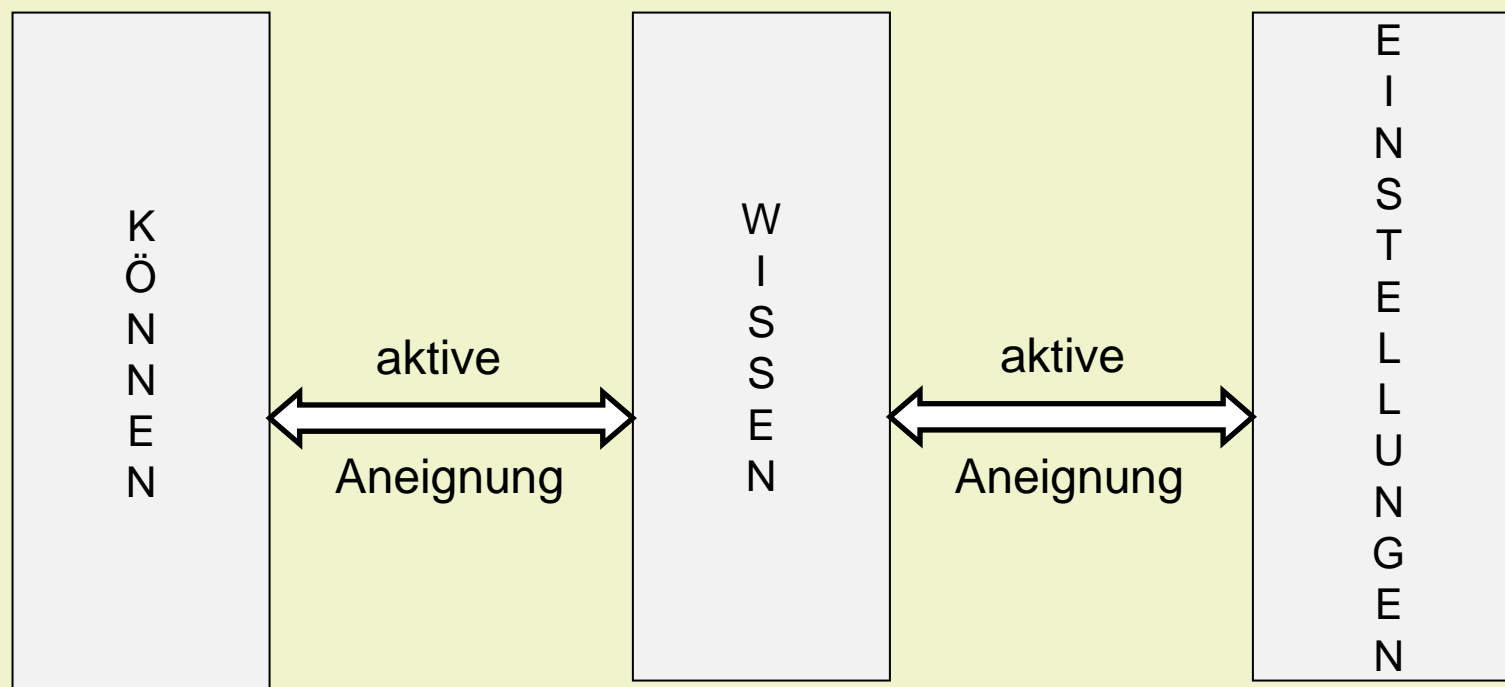 KÖNNEN
aktive
Aneignung
WISSEN
aktive
Aneignung
EINSTELLUNGEN